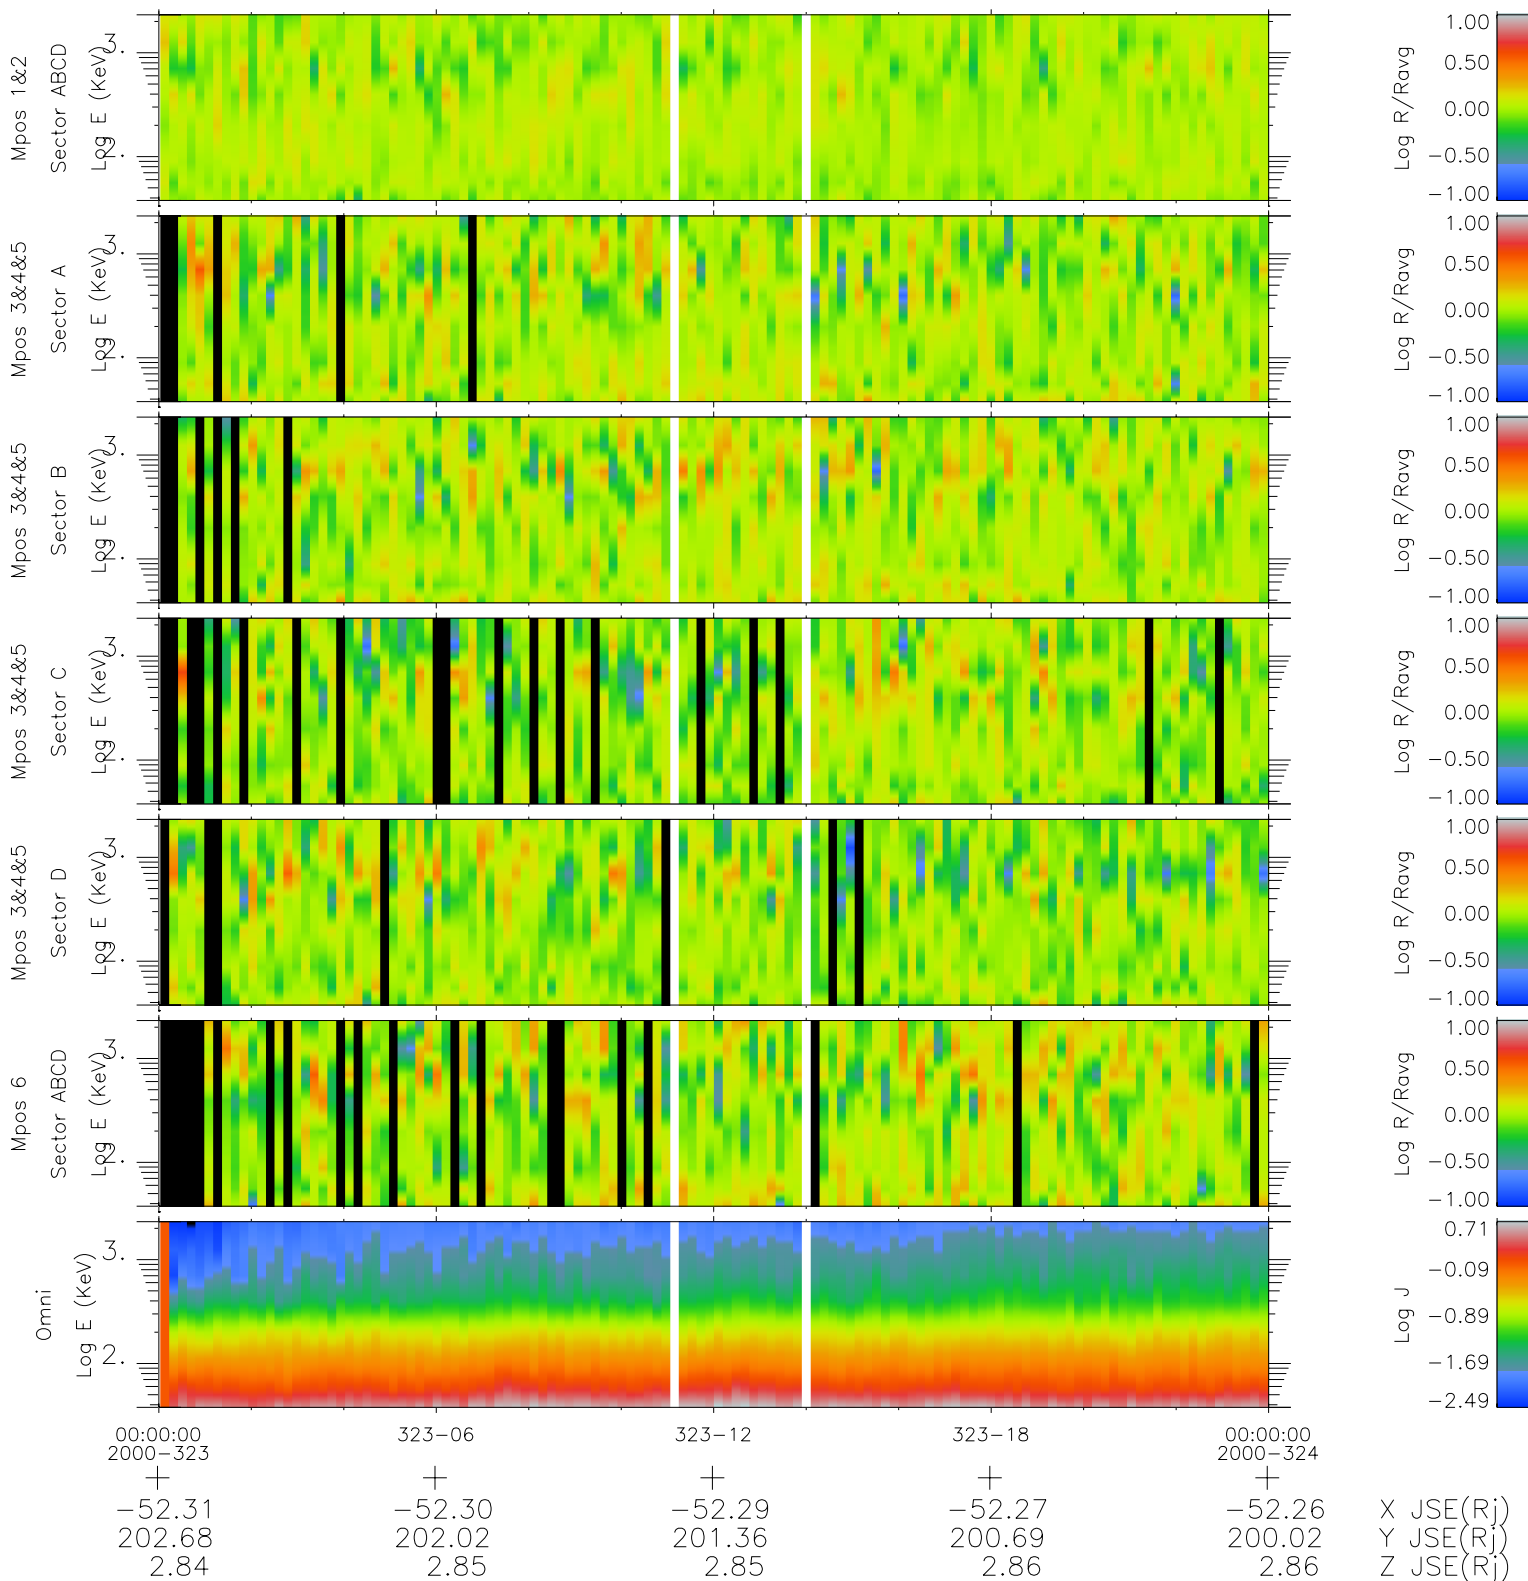 Mpos 1&2
Sector ABCD
Log E (KeV)
3.
2.
1.00
0.50
0.00
-0.50
-1.00
Log R/Ravg
Mpos 3&4&5
Sector A
Log E (KeV)
3.
2.
1.00
0.50
0.00
-0.50
-1.00
Log R/Ravg
Mpos 3&4&5
Sector B
Log E (KeV)
3.
2.
1.00
0.50
0.00
-0.50
-1.00
Log R/Ravg
Mpos 3&4&5
Sector C
Log E (KeV)
3.
2.
1.00
0.50
0.00
-0.50
-1.00
Log R/Ravg
Mpos 3&4&5
Sector D
Log E (KeV)
3.
2.
1.00
0.50
0.00
-0.50
-1.00
Log R/Ravg
Mpos 6
Sector ABCD
Log E (KeV)
3.
2.
1.00
0.50
0.00
-0.50
-1.00
Log R/Ravg
Omni
Log E (KeV)
3.
2.
0.71
-0.09
-0.89
-1.69
-2.49
Log J
00:00:00 323-06 323-12 323-18 00:00:00
2000-323 2000-324
-52.31 -52.30 -52.29 -52.27 -52.26 X JSE(Rj)
202.68 202.02 201.36 200.69 200.02 Y JSE(Rj)
2.84 2.85 2.85 2.86 2.86 Z JSE(Rj)